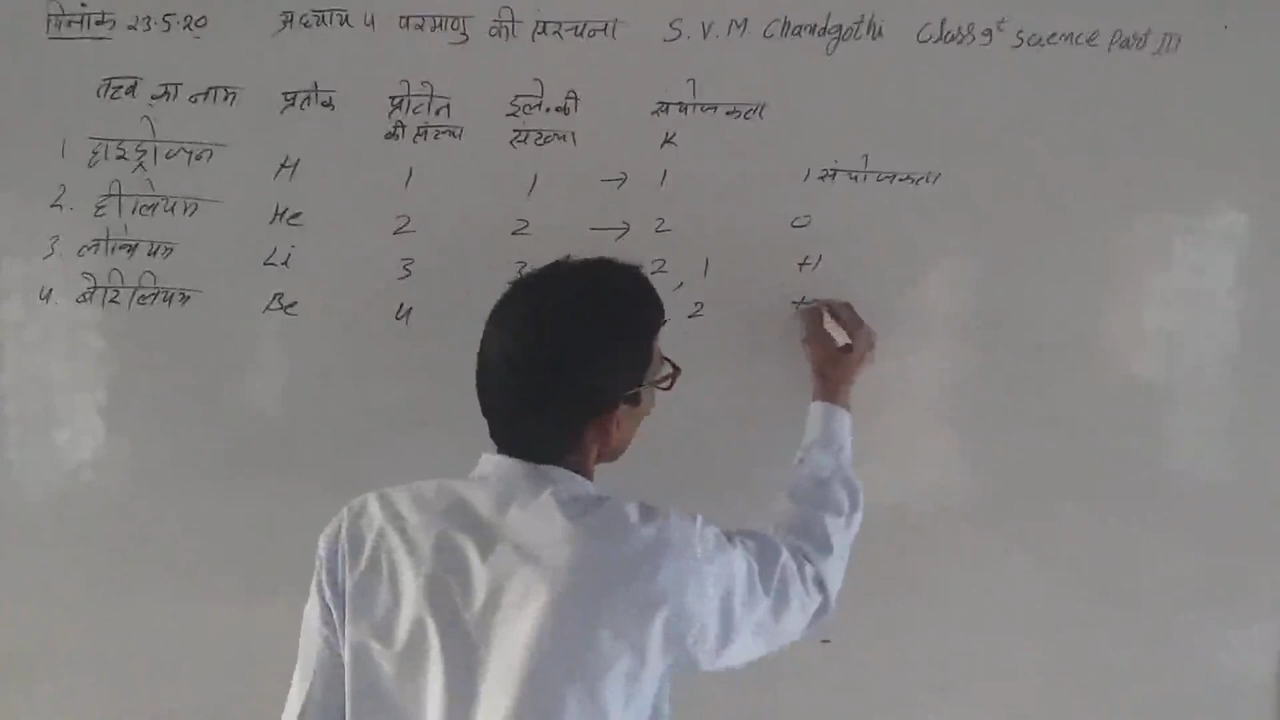 दिनांक 23.5.20 अध्याय 4 परमाणु की संरचना S.V.M. Chandgothi Class 9th Science Part III
तत्व का नाम प्रतीक प्रोटोन की संख्या इले.की संख्या संयोजकता K
1 हाइड्रोजन H 1 1 → 1 1 संयोजकता
2. हीलियम He 2 2 → 2 0
3. लीथियम Li 3 3 2, 1 +1
4. बेरिलियम Be 4 , 2 +